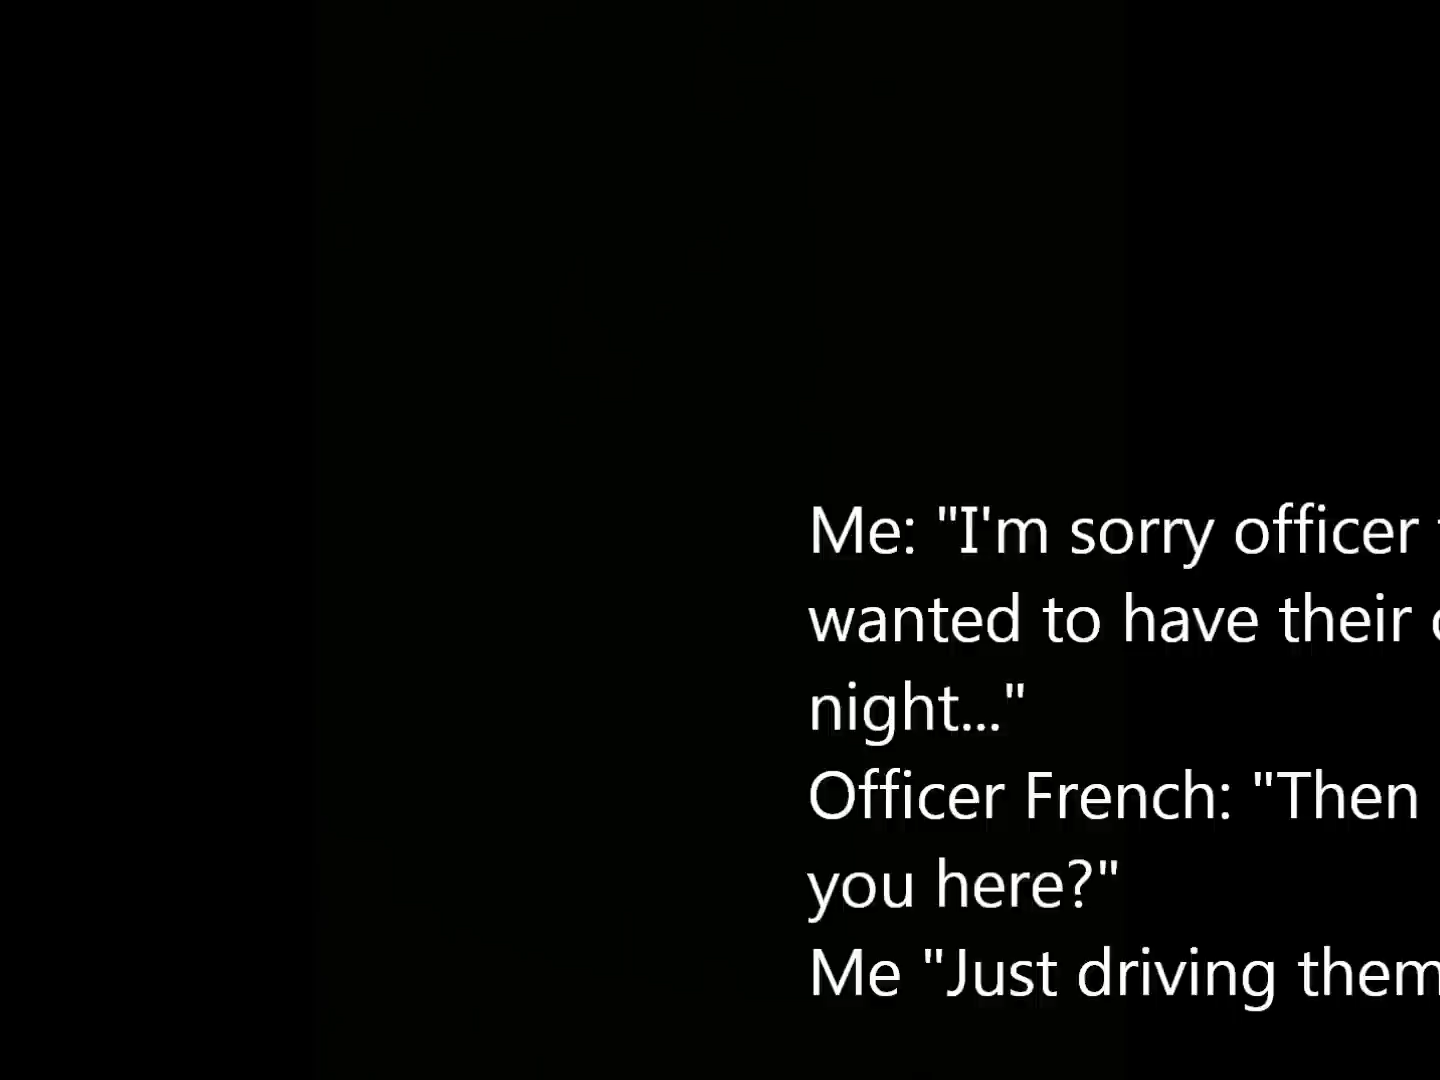 Me: "I'm sorry officer
wanted to have their
night..."
Officer French: "Then
you here?"
Me "Just driving them